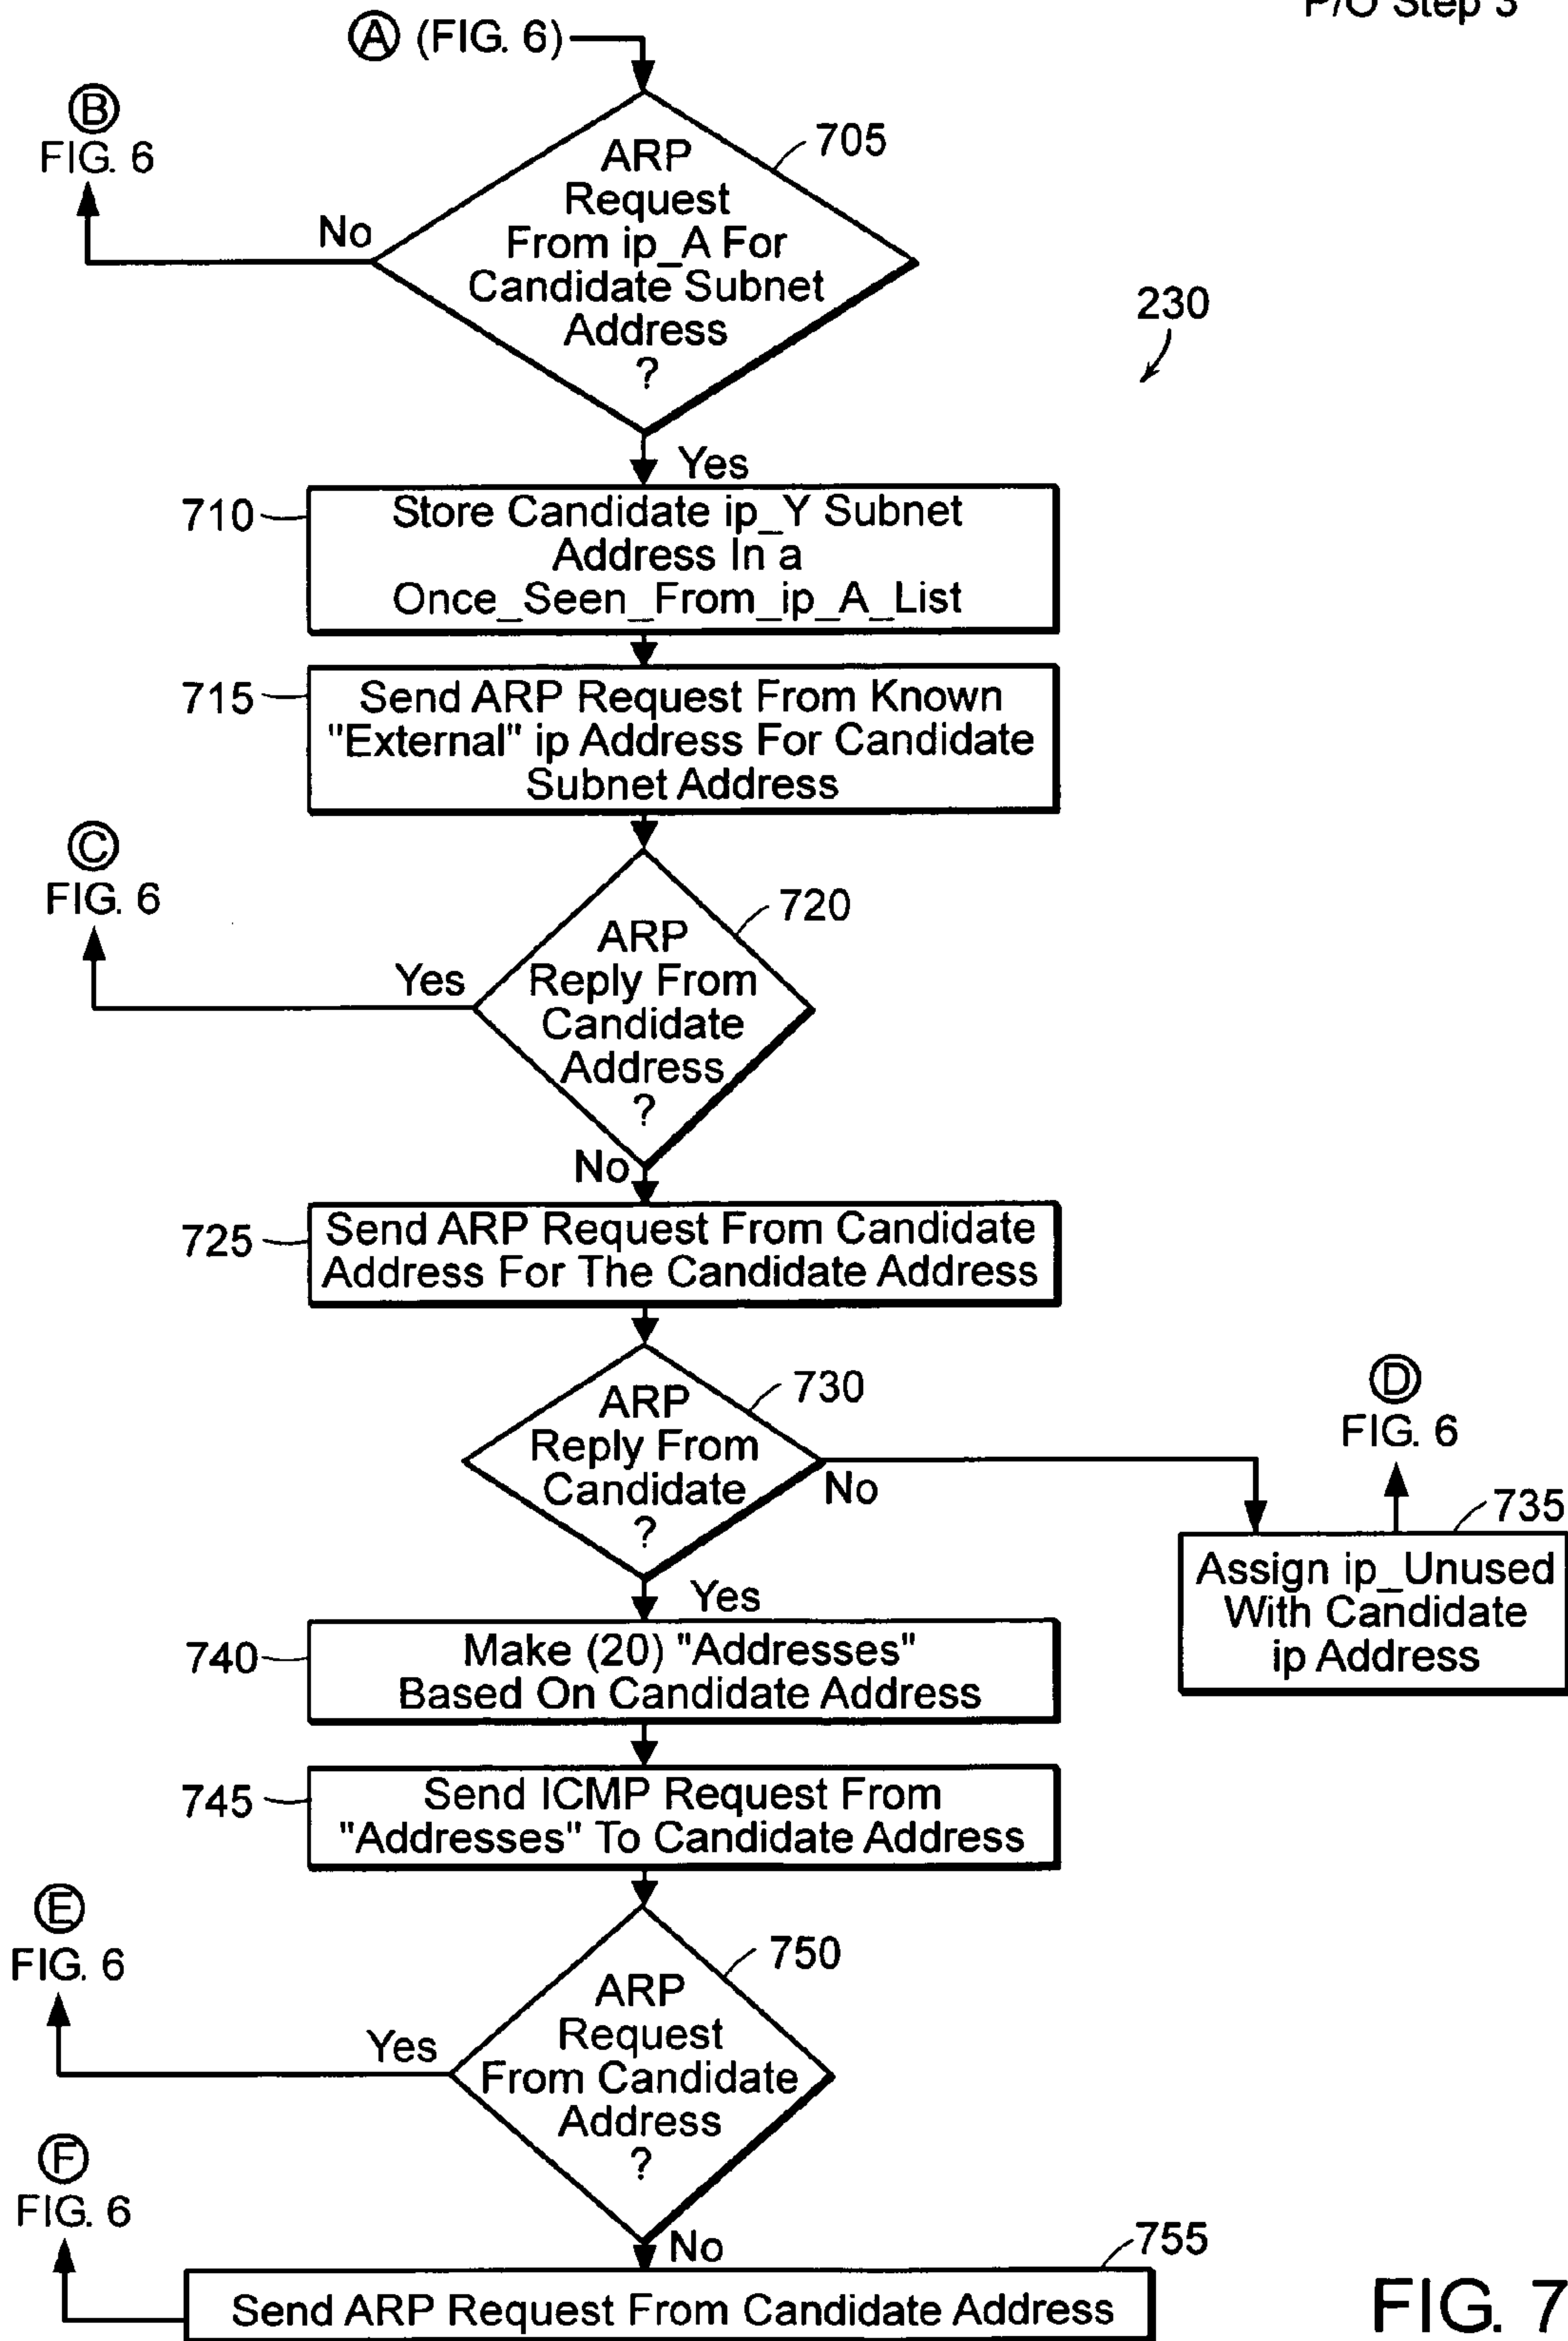 P/O Step 3
A (FIG. 6)
B
FIG. 6
705
ARP
Request
From ip_A For
Candidate Subnet
Address
?
No
230
Yes
710
Store Candidate ip_Y Subnet
Address In a
Once_Seen_From_ip_A_List
715
Send ARP Request From Known
"External" ip Address For Candidate
Subnet Address
C
FIG. 6
720
ARP
Reply From
Candidate
Address
?
Yes
No
725
Send ARP Request From Candidate
Address For The Candidate Address
730
ARP
Reply From
Candidate
?
No
D
FIG. 6
735
Assign ip_Unused
With Candidate
ip Address
Yes
740
Make (20) "Addresses"
Based On Candidate Address
745
Send ICMP Request From
"Addresses" To Candidate Address
E
FIG. 6
750
ARP
Request
From Candidate
Address
?
Yes
F
FIG. 6
No
755
Send ARP Request From Candidate Address
FIG. 7